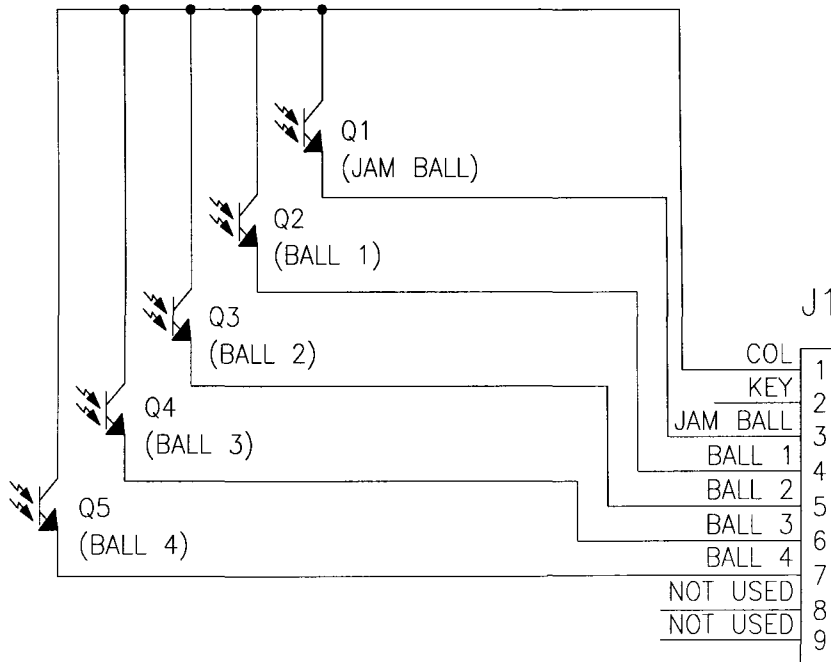 Q1
(JAM BALL)
Q2
(BALL 1)
Q3
(BALL 2)
Q4
(BALL 3)
Q5
(BALL 4)
J1
COL 1
KEY 2
JAM BALL 3
BALL 1 4
BALL 2 5
BALL 3 6
BALL 4 7
NOT USED 8
NOT USED 9